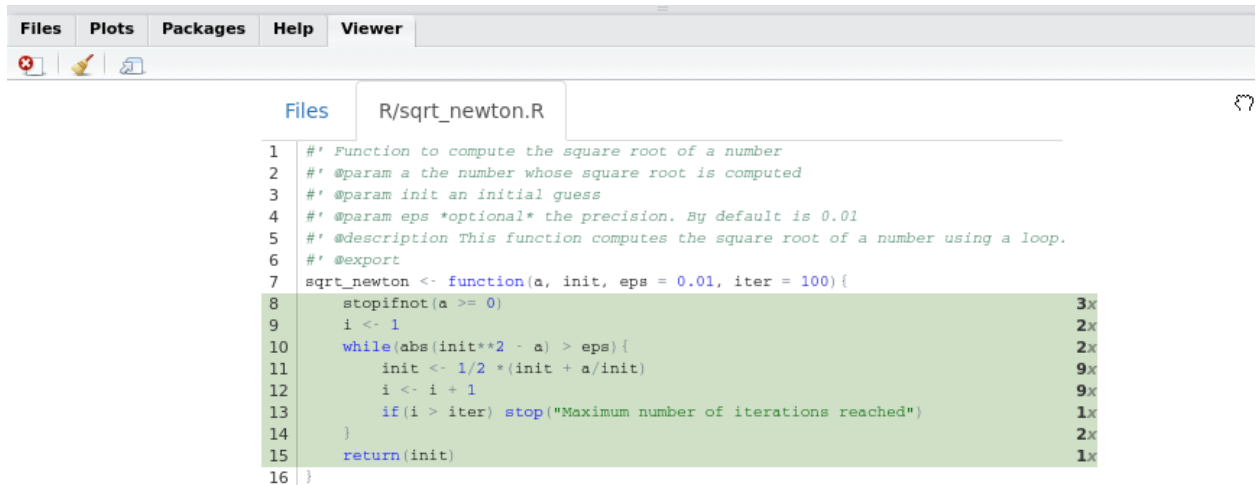 Files Plots Packages Help Viewer
Files R/sqrt_newton.R
1 #' Function to compute the square root of a number
2 #' @param a the number whose square root is computed
3 #' @param init an initial guess
4 #' @param eps *optional* the precision. By default is 0.01
5 #' @description This function computes the square root of a number using a loop.
6 #' @export
7 sqrt_newton <- function(a, init, eps = 0.01, iter = 100){
8     stopifnot(a >= 0) 3x
9     i <- 1 2x
10     while(abs(init**2 - a) > eps){ 2x
11         init <- 1/2 *(init + a/init) 9x
12         i <- i + 1 9x
13         if(i > iter) stop("Maximum number of iterations reached") 1x
14     } 2x
15     return(init) 1x
16 }